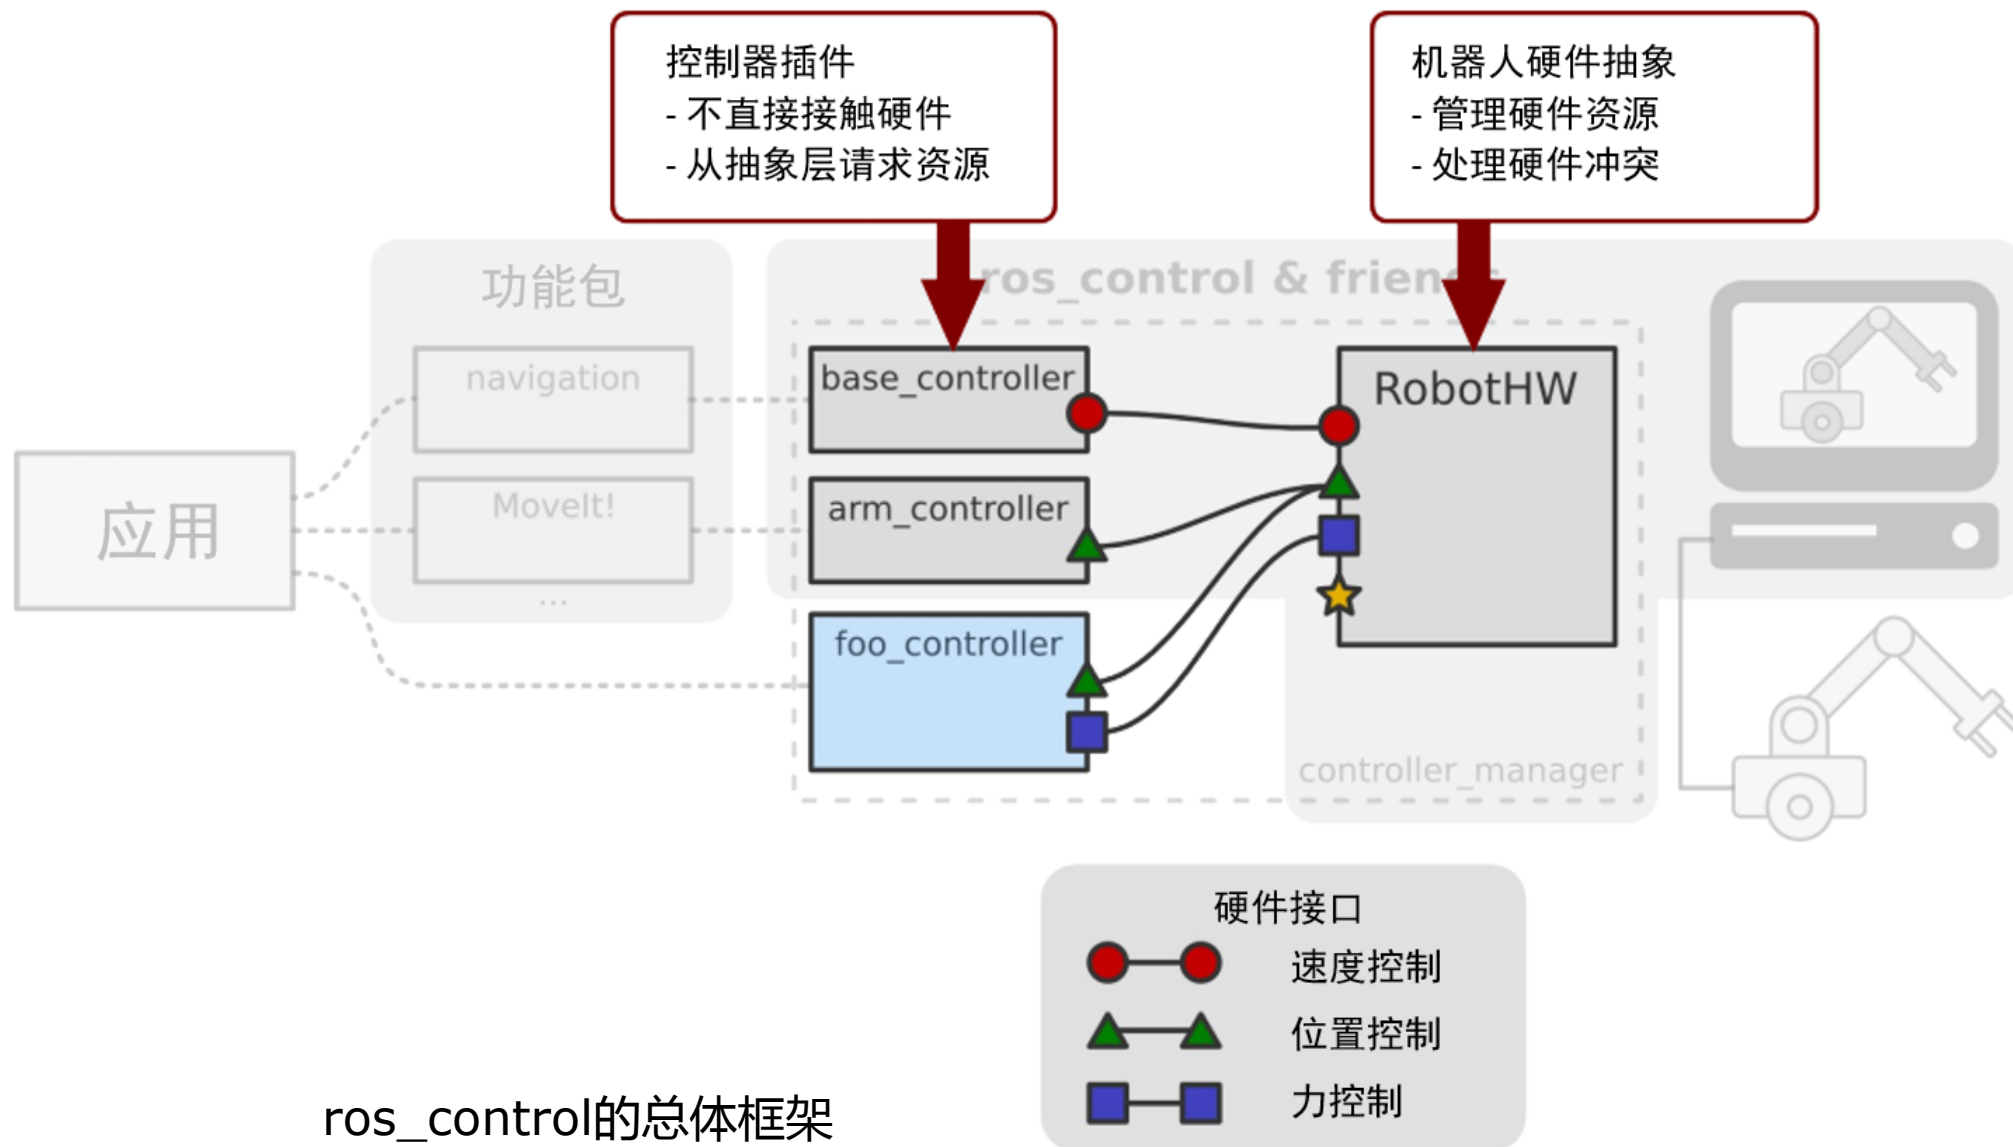 控制器插件
- 不直接接触硬件
- 从抽象层请求资源
机器人硬件抽象
- 管理硬件资源
- 处理硬件冲突
功能包
navigation
MoveIt!
...
应用
ros_control & friends
base_controller
arm_controller
foo_controller
RobotHW
controller_manager
硬件接口
速度控制
位置控制
力控制
ros_control的总体框架